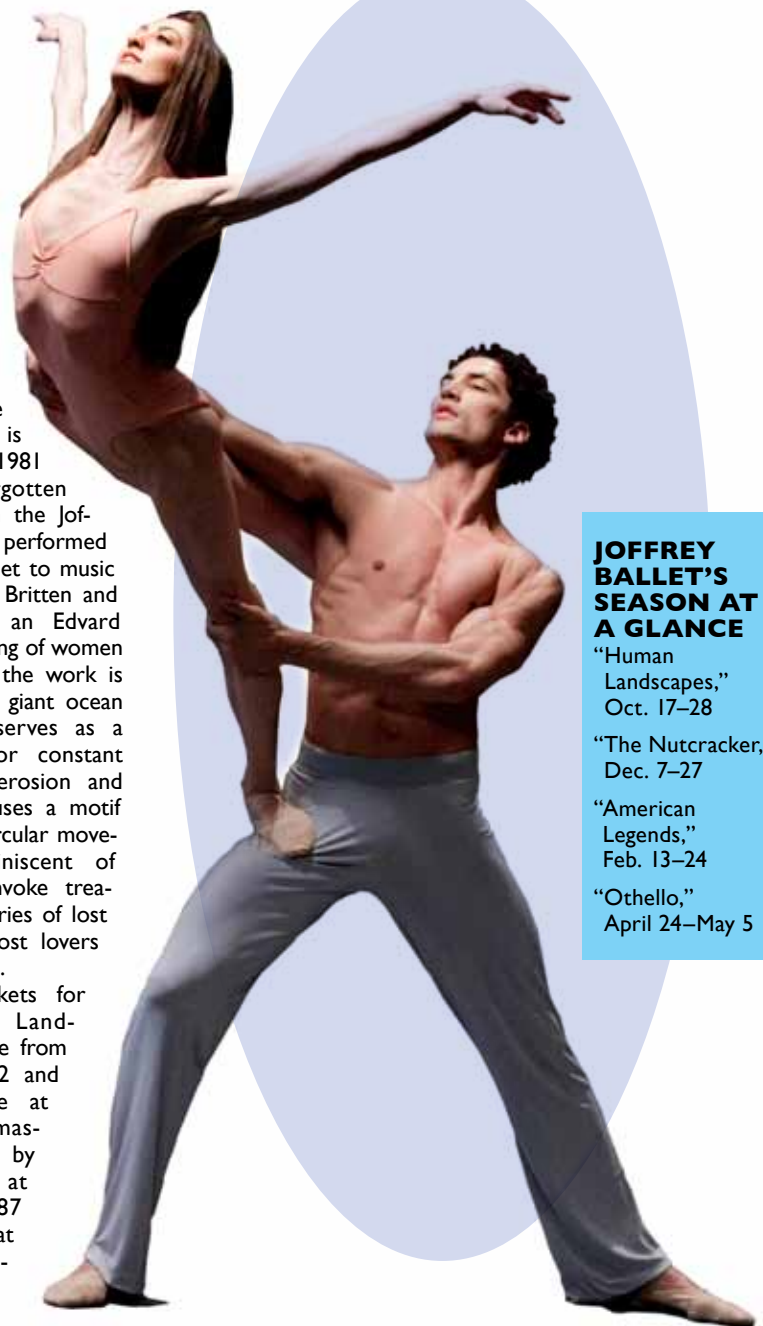 e
is
1981
gotten
the Jof-
performed
et to music
Britten and
an Edvard
ng of women
the work is
giant ocean
serves as a
or constant
erosion and
uses a motif
rcular move-
niscent of
nvoke trea-
ries of lost
ost lovers
.
kets for
Land-
e from
2 and
e at
mas-
by
at
87
at
-
JOFFREY
BALLET’S
SEASON AT
A GLANCE
“Human
Landscapes,”
Oct. 17–28
“The Nutcracker,
Dec. 7–27
“American
Legends,”
Feb. 13–24
“Othello,”
April 24–May 5